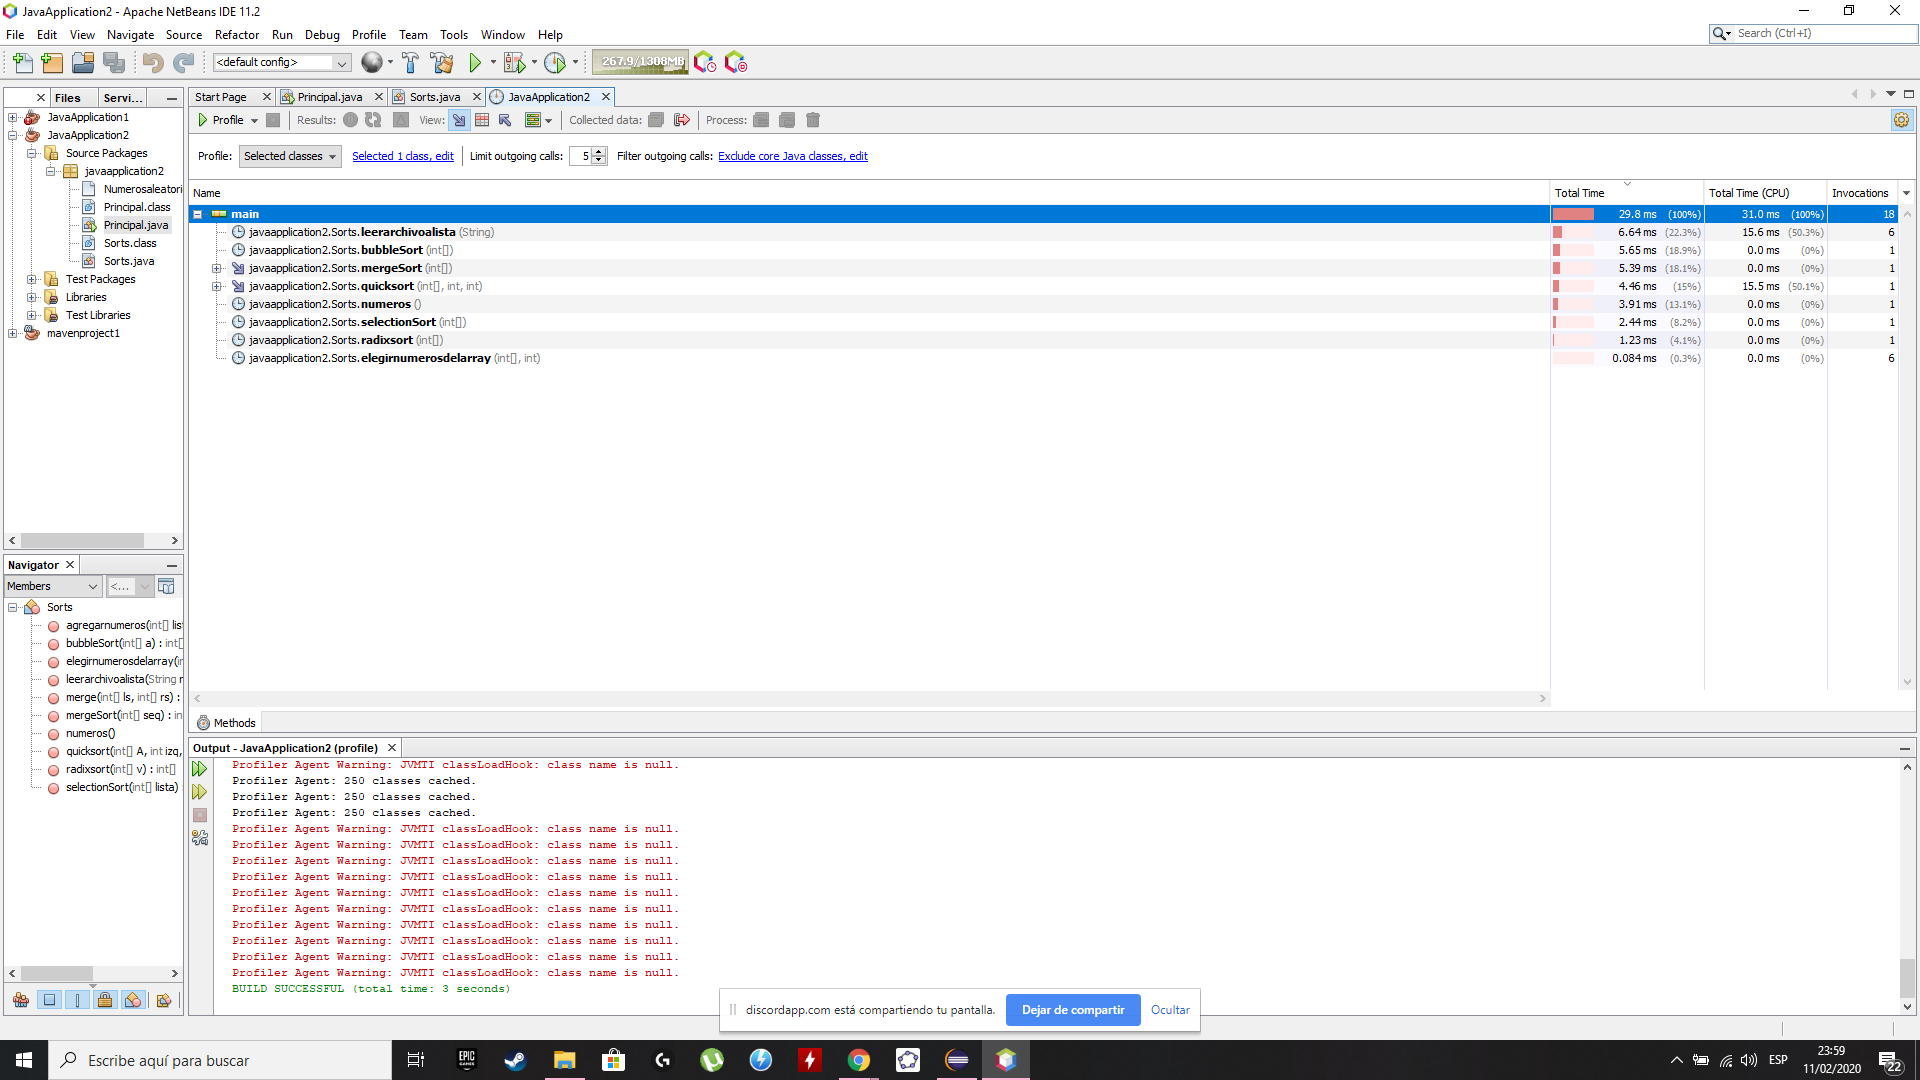 JavaApplication2 - Apache NetBeans IDE 11.2
File Edit View Navigate Source Refactor Run Debug Profile Team Tools Window Help
Search (Ctrl+I)
<default config>
267.9/1308MB
Files Servi...
Start Page Principal.java Sorts.java JavaApplication2
JavaApplication1
JavaApplication2
Source Packages
javaapplication2
Numerosaleatori
Principal.class
Principal.java
Sorts.class
Sorts.java
Test Packages
Libraries
Test Libraries
mavenproject1
Profile Results: View: Collected data: Process:
Profile: Selected classes Selected 1 class, edit Limit outgoing calls: 5 Filter outgoing calls: Exclude core Java classes, edit
Name Total Time Total Time (CPU) Invocations
main 29.8 ms (100%) 31.0 ms (100%) 18
javaapplication2.Sorts.leerarchivoalista (String) 6.64 ms (22.3%) 15.6 ms (50.3%) 6
javaapplication2.Sorts.bubbleSort (int[]) 5.65 ms (18.9%) 0.0 ms (0%) 1
javaapplication2.Sorts.mergeSort (int[]) 5.39 ms (18.1%) 0.0 ms (0%) 1
javaapplication2.Sorts.quicksort (int[], int, int) 4.46 ms (15%) 15.5 ms (50.1%) 1
javaapplication2.Sorts.numeros () 3.91 ms (13.1%) 0.0 ms (0%) 1
javaapplication2.Sorts.selectionSort (int[]) 2.44 ms (8.2%) 0.0 ms (0%) 1
javaapplication2.Sorts.radixsort (int[]) 1.23 ms (4.1%) 0.0 ms (0%) 1
javaapplication2.Sorts.elegirnumerosdelarray (int[], int) 0.084 ms (0.3%) 0.0 ms (0%) 6
Methods
Navigator
Members <...
Sorts
agregarnumeros(int[] list
bubbleSort(int[] a) : int[]
elegirnumerosdelarray(in
leerarchivoalista(String r
merge(int[] ls, int[] rs) :
mergeSort(int[] seq) : in
numeros()
quicksort(int[] A, int izq,
radixsort(int[] v) : int[]
selectionSort(int[] lista)
Output - JavaApplication2 (profile)
Profiler Agent Warning: JVMTI classLoadHook: class name is null.
Profiler Agent: 250 classes cached.
Profiler Agent: 250 classes cached.
Profiler Agent: 250 classes cached.
Profiler Agent Warning: JVMTI classLoadHook: class name is null.
Profiler Agent Warning: JVMTI classLoadHook: class name is null.
Profiler Agent Warning: JVMTI classLoadHook: class name is null.
Profiler Agent Warning: JVMTI classLoadHook: class name is null.
Profiler Agent Warning: JVMTI classLoadHook: class name is null.
Profiler Agent Warning: JVMTI classLoadHook: class name is null.
Profiler Agent Warning: JVMTI classLoadHook: class name is null.
Profiler Agent Warning: JVMTI classLoadHook: class name is null.
Profiler Agent Warning: JVMTI classLoadHook: class name is null.
Profiler Agent Warning: JVMTI classLoadHook: class name is null.
BUILD SUCCESSFUL (total time: 3 seconds)
discordapp.com está compartiendo tu pantalla. Dejar de compartir Ocultar
Escribe aquí para buscar
EPIC GAMES
ESP
23:59
11/02/2020
22